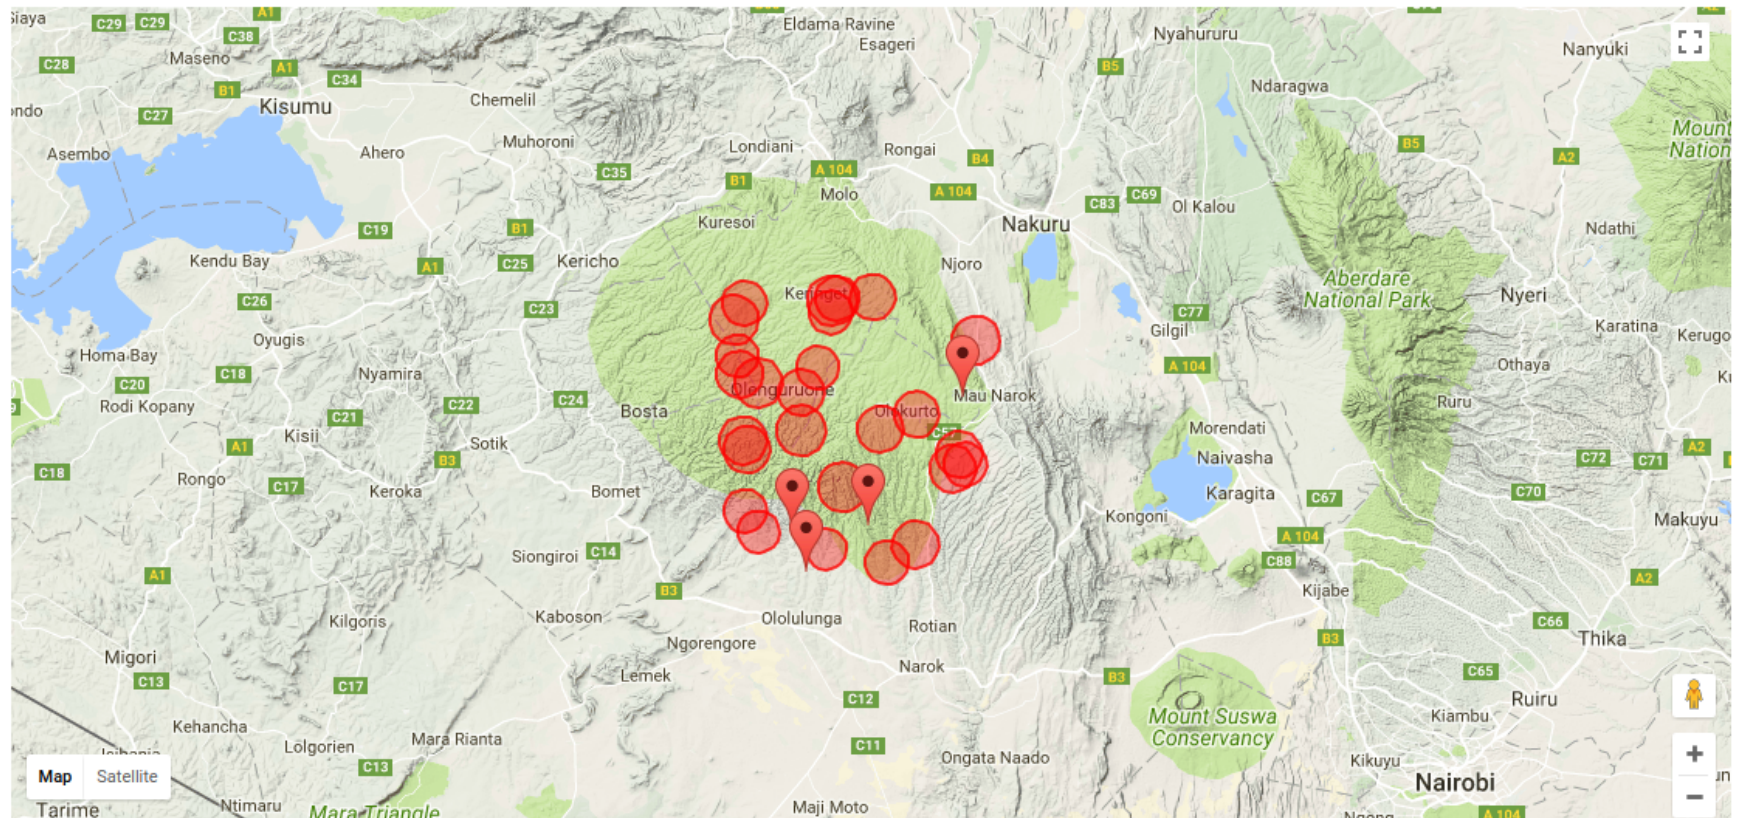 Siaya
C29
C29
A1
C38
Maseno
C28
A1
C34
B1
Kisumu
Chemelil
ondo
C27
Asembo
Ahero
Muhoroni
C35
Eldama Ravine
Esageri
Nyahururu
B5
Nanyuki
Ndaragwa
Mount
Nation
B5
A2
Londiani
Rongai
B4
A 104
B1
Molo
A 104
C83
C69
Ol Kalou
Kuresoi
Nakuru
Ndathi
C19
B1
Kendu Bay
A1
C25
Kericho
Njoro
Aberdare
National Park
Nyeri
C26
C23
Keringet
C77
Gilgil
Karatina
Kerugo
Oyugis
Homa Bay
Nyamira
C18
C20
A 104
Othaya
Rodi Kopany
C21
C22
C24
Bosta
Olenguruone
Olokurto
Mau Narok
Ruru
Kisii
A1
Sotik
B3
C57
Morendati
Naivasha
A2
C72
C71
C18
Rongo
C17
Keroka
Bomet
Karagita
C67
C70
Kongoni
Makuyu
A 104
Siongiroi
C14
C88
A1
B3
Kijabe
A2
Kaboson
Ololulunga
Rotian
C66
Kilgoris
Ngorengore
B3
Thika
Migori
C13
C17
Lemek
Narok
B3
C65
C12
Ruiru
Kehancha
Mount Suswa
Conservancy
Kiambu
Lolgorien
Mara Rianta
C11
Ongata Naado
Kikuyu
C13
Map
Satellite
Nairobi
Tarime
Ntimaru
Mara Triangle
Maji Moto
Ngong
A 104